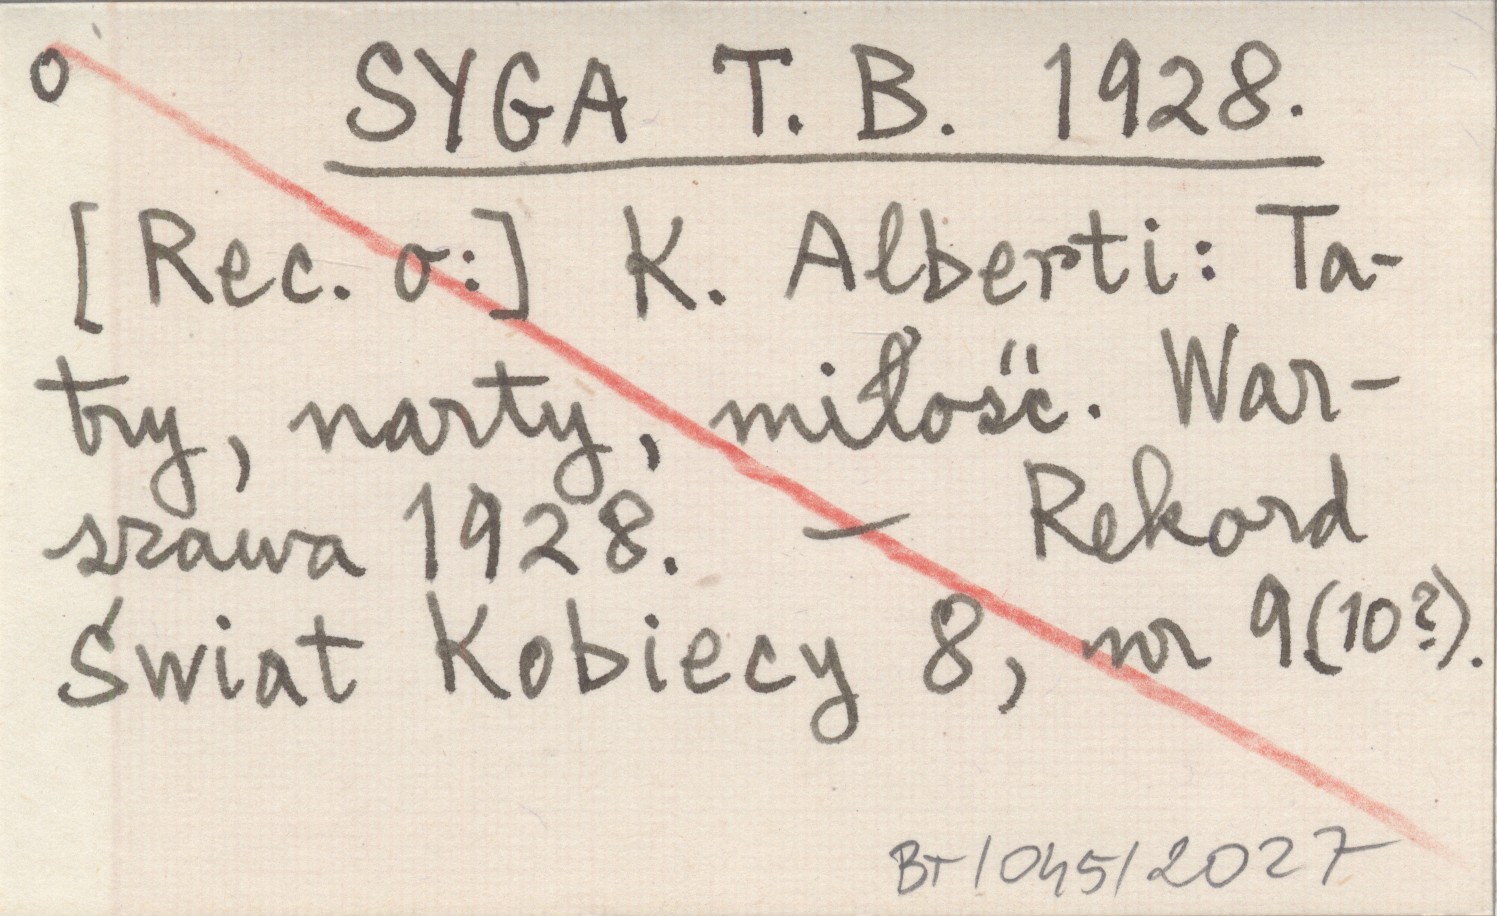 o SYGA T. B. 1928.
[Rec. o:] K. Alberti: Ta-
try, narty, miłość. War-
szawa 1928. – Rekord
Świat Kobiecy 8, nr 9(10?).
BT/045/2027